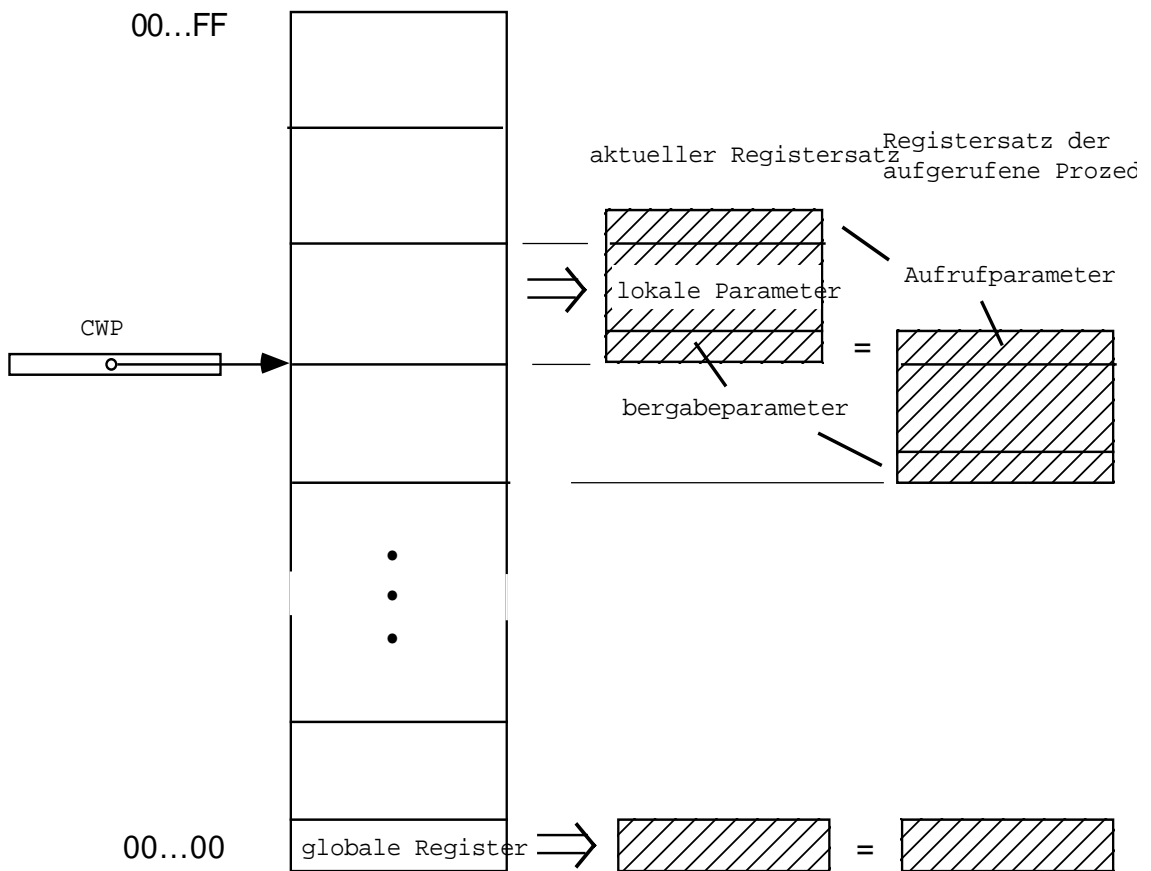 00...FF
aktueller Registersatz
Registersatz der
aufgerufene Prozed
lokale Parameter
Aufrufparameter
CWP
=
bergabeparameter
00...00
globale Register
=